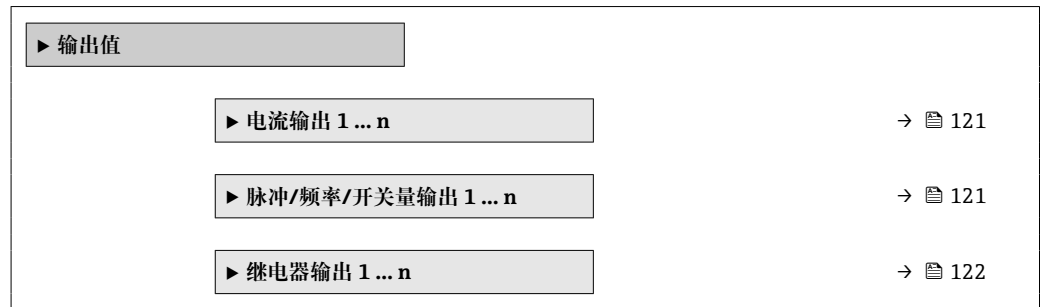 ▶ 输出值
▶ 电流输出 1 … n → 🖹 121
▶ 脉冲/频率/开关量输出 1 … n → 🖹 121
▶ 继电器输出 1 … n → 🖹 122